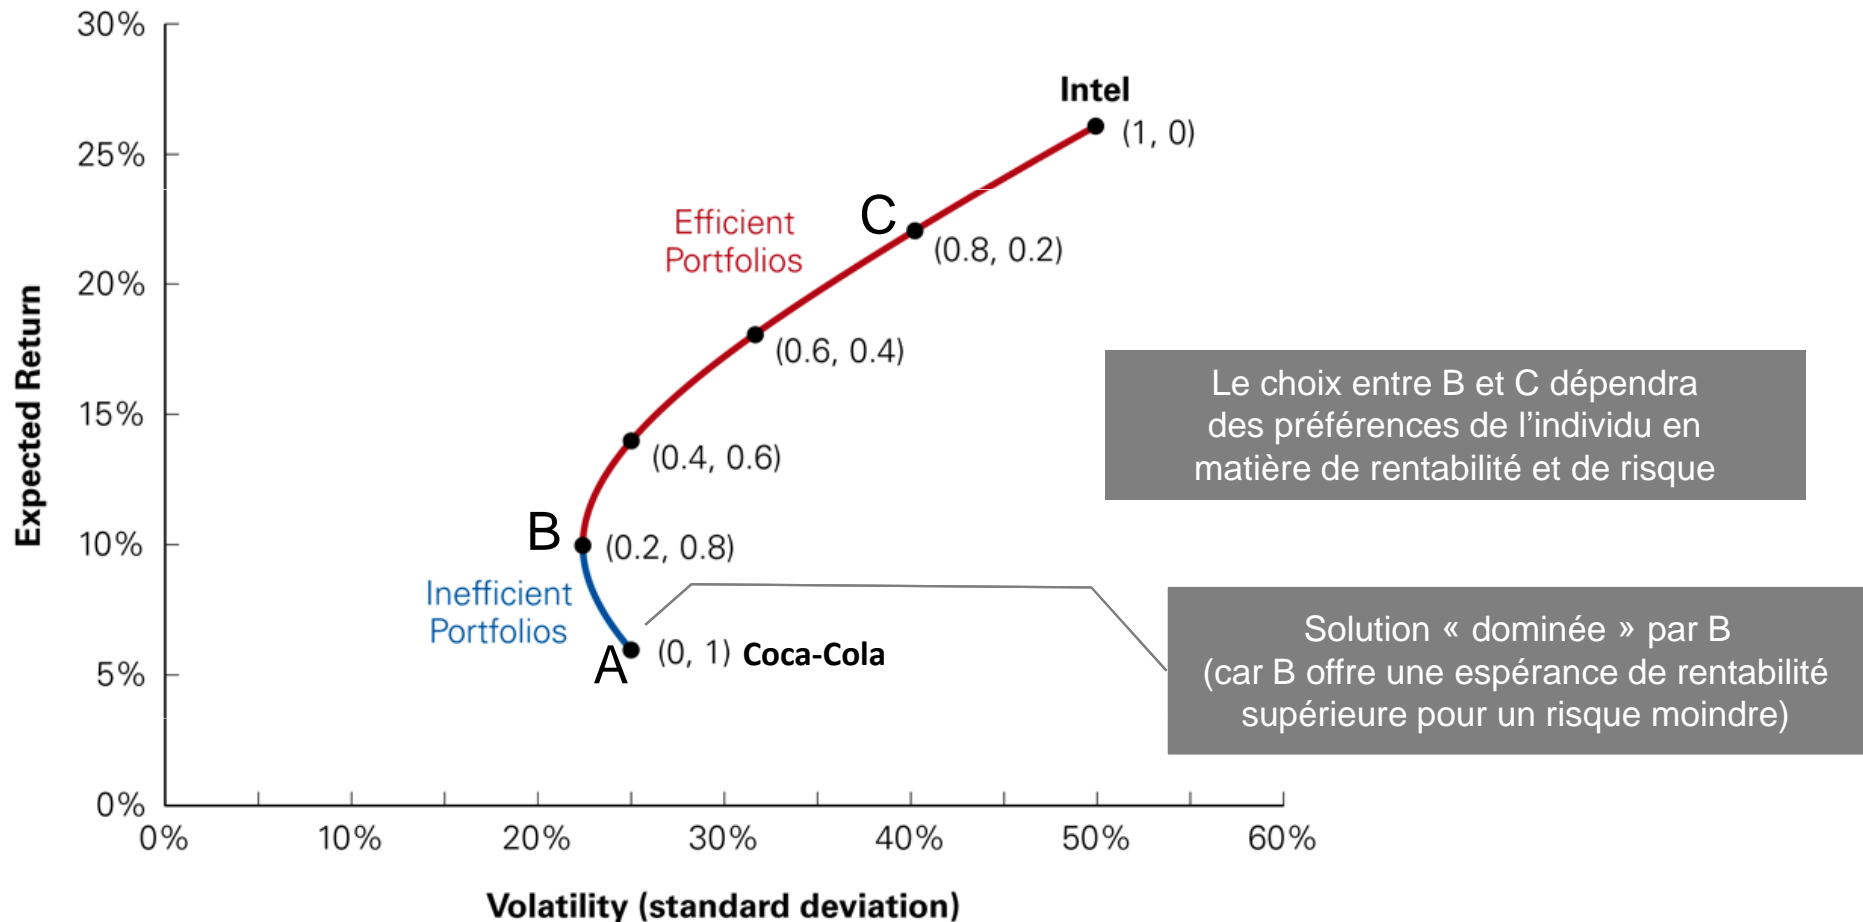 30%
25%
20%
15%
10%
5%
0%
Expected Return
Intel
(1, 0)
C
(0.8, 0.2)
Efficient
Portfolios
(0.6, 0.4)
(0.4, 0.6)
B
(0.2, 0.8)
Inefficient
Portfolios
A
(0, 1) Coca-Cola
Le choix entre B et C dépendra
des préférences de l’individu en
matière de rentabilité et de risque
Solution « dominée » par B
(car B offre une espérance de rentabilité
supérieure pour un risque moindre)
0% 10% 20% 30% 40% 50% 60%
Volatility (standard deviation)